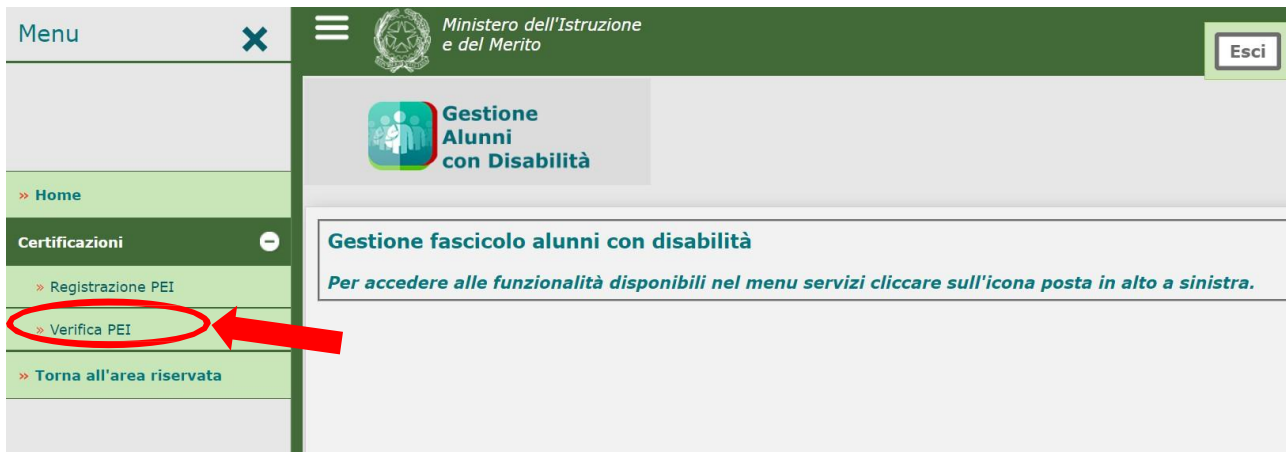 Menu
Ministero dell'Istruzione
e del Merito
Esci
Gestione
Alunni
con Disabilità
» Home
Certificazioni
» Registrazione PEI
» Verifica PEI
» Torna all'area riservata
Gestione fascicolo alunni con disabilità
Per accedere alle funzionalità disponibili nel menu servizi cliccare sull'icona posta in alto a sinistra.